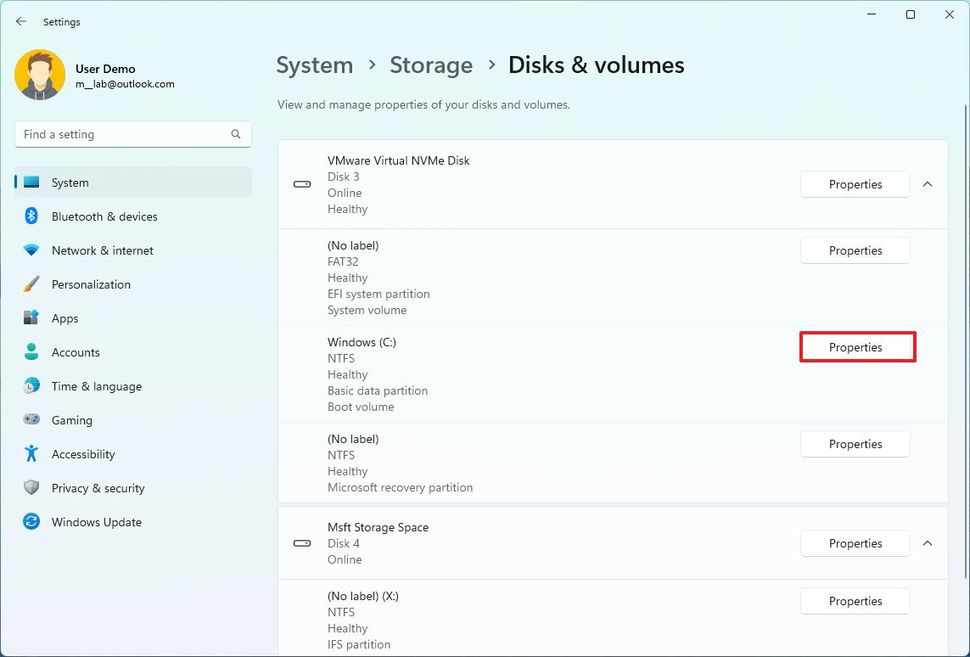 Settings
User Demo
m__lab@outlook.com
Find a setting
System
Bluetooth & devices
Network & internet
Personalization
Apps
Accounts
Time & language
Gaming
Accessibility
Privacy & security
Windows Update
System > Storage > Disks & volumes
View and manage properties of your disks and volumes.
VMware Virtual NVMe Disk
Disk 3
Online
Healthy
Properties
(No label)
FAT32
Healthy
EFI system partition
System volume
Properties
Windows (C:)
NTFS
Healthy
Basic data partition
Boot volume
Properties
(No label)
NTFS
Healthy
Microsoft recovery partition
Properties
Msft Storage Space
Disk 4
Online
Properties
(No label) (X:)
NTFS
Healthy
IFS partition
Properties